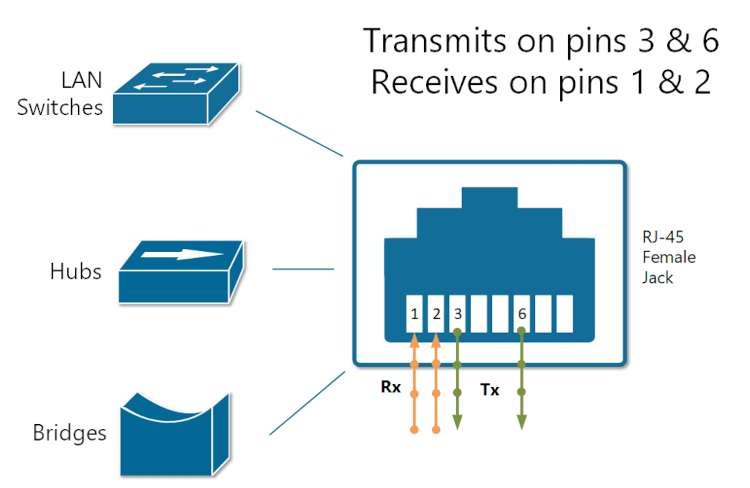 Transmits on pins 3 & 6
Receives on pins 1 & 2
LAN
Switches
Hubs
Bridges
RJ-45
Female
Jack
1 2 3 6
Rx
Tx